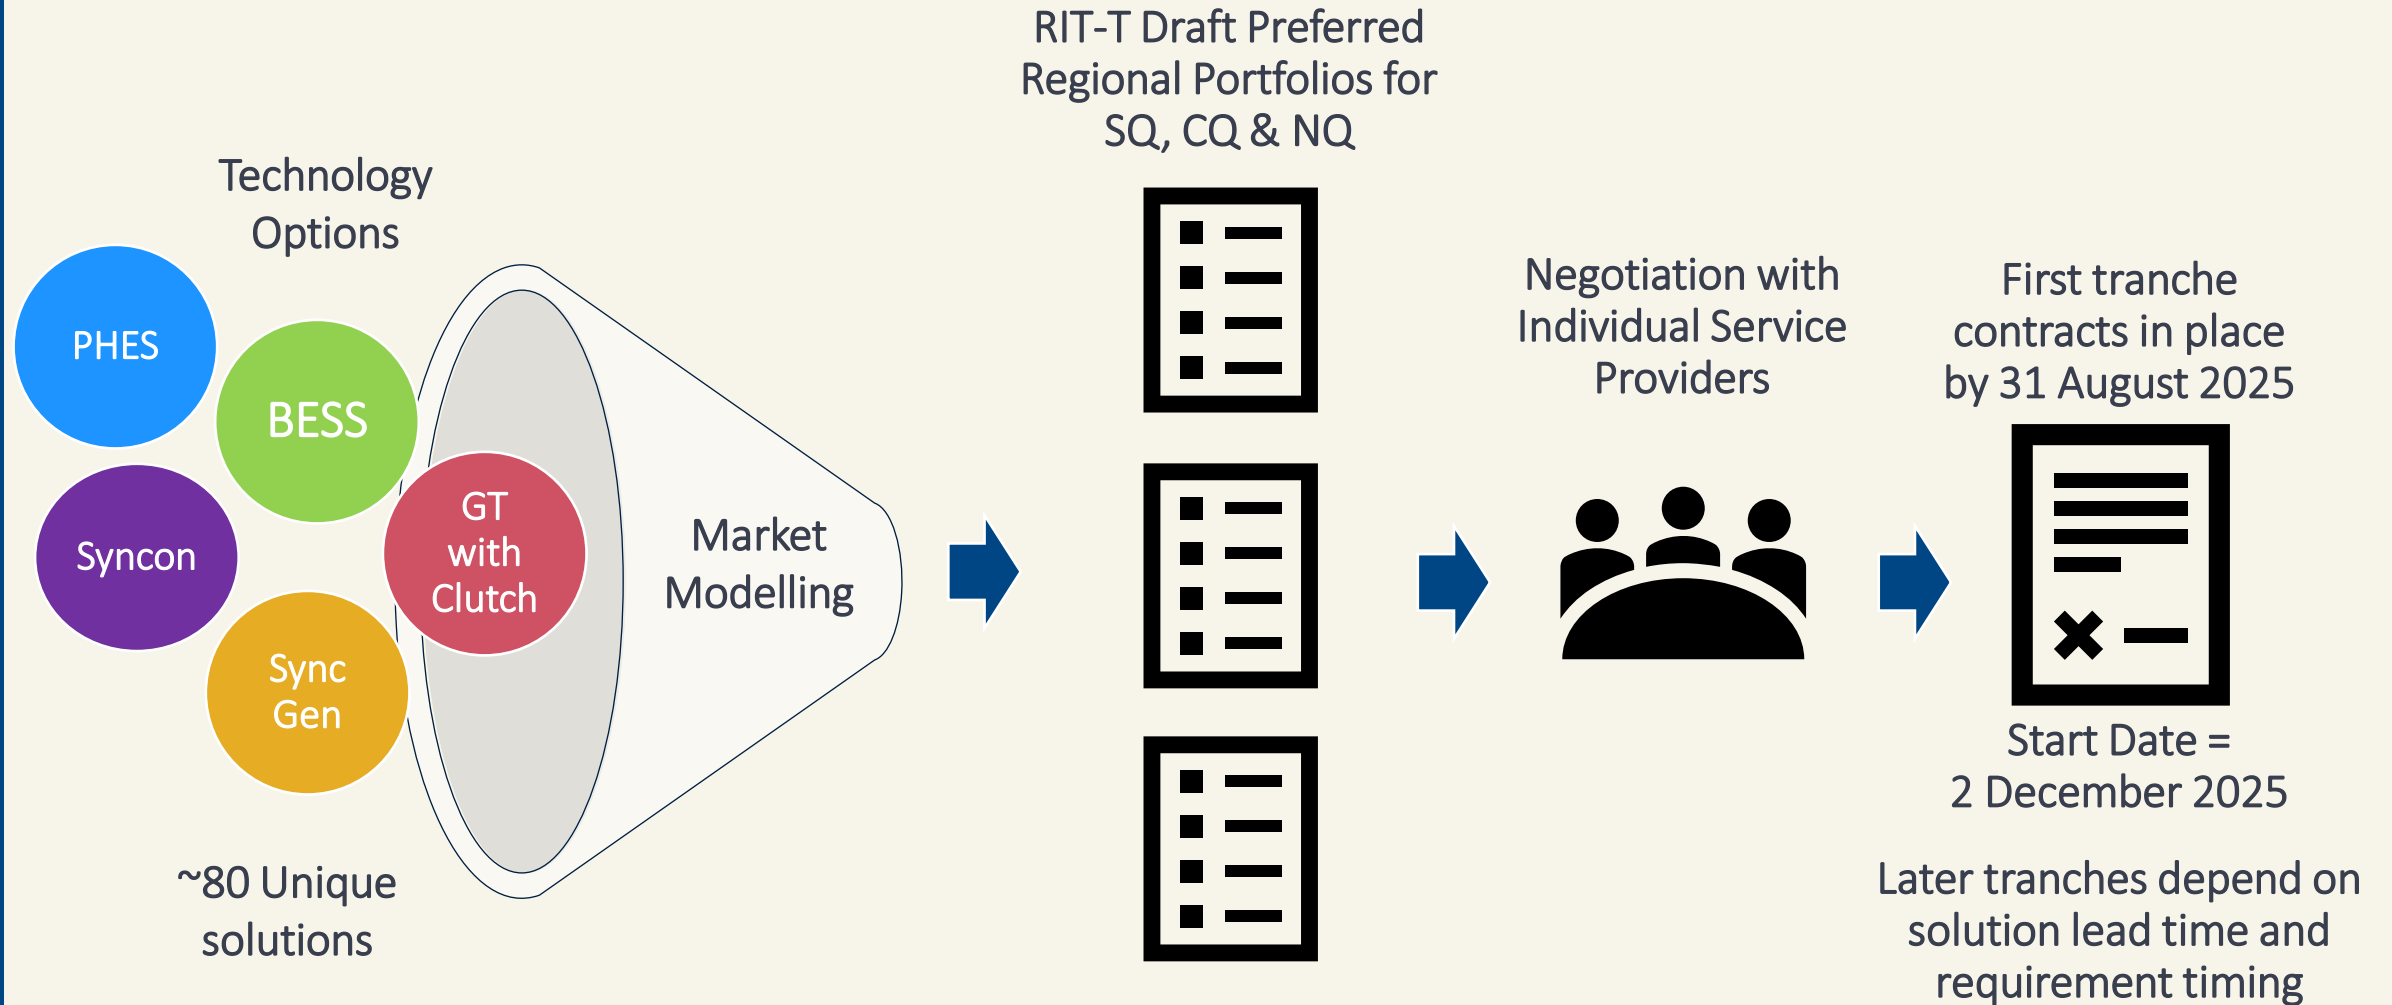 Technology
Options
PHES
BESS
Syncon
GT
with
Clutch
Sync
Gen
~80 Unique
solutions
Market
Modelling
RIT-T Draft Preferred
Regional Portfolios for
SQ, CQ & NQ
Negotiation with
Individual Service
Providers
First tranche
contracts in place
by 31 August 2025
Start Date =
2 December 2025
Later tranches depend on
solution lead time and
requirement timing